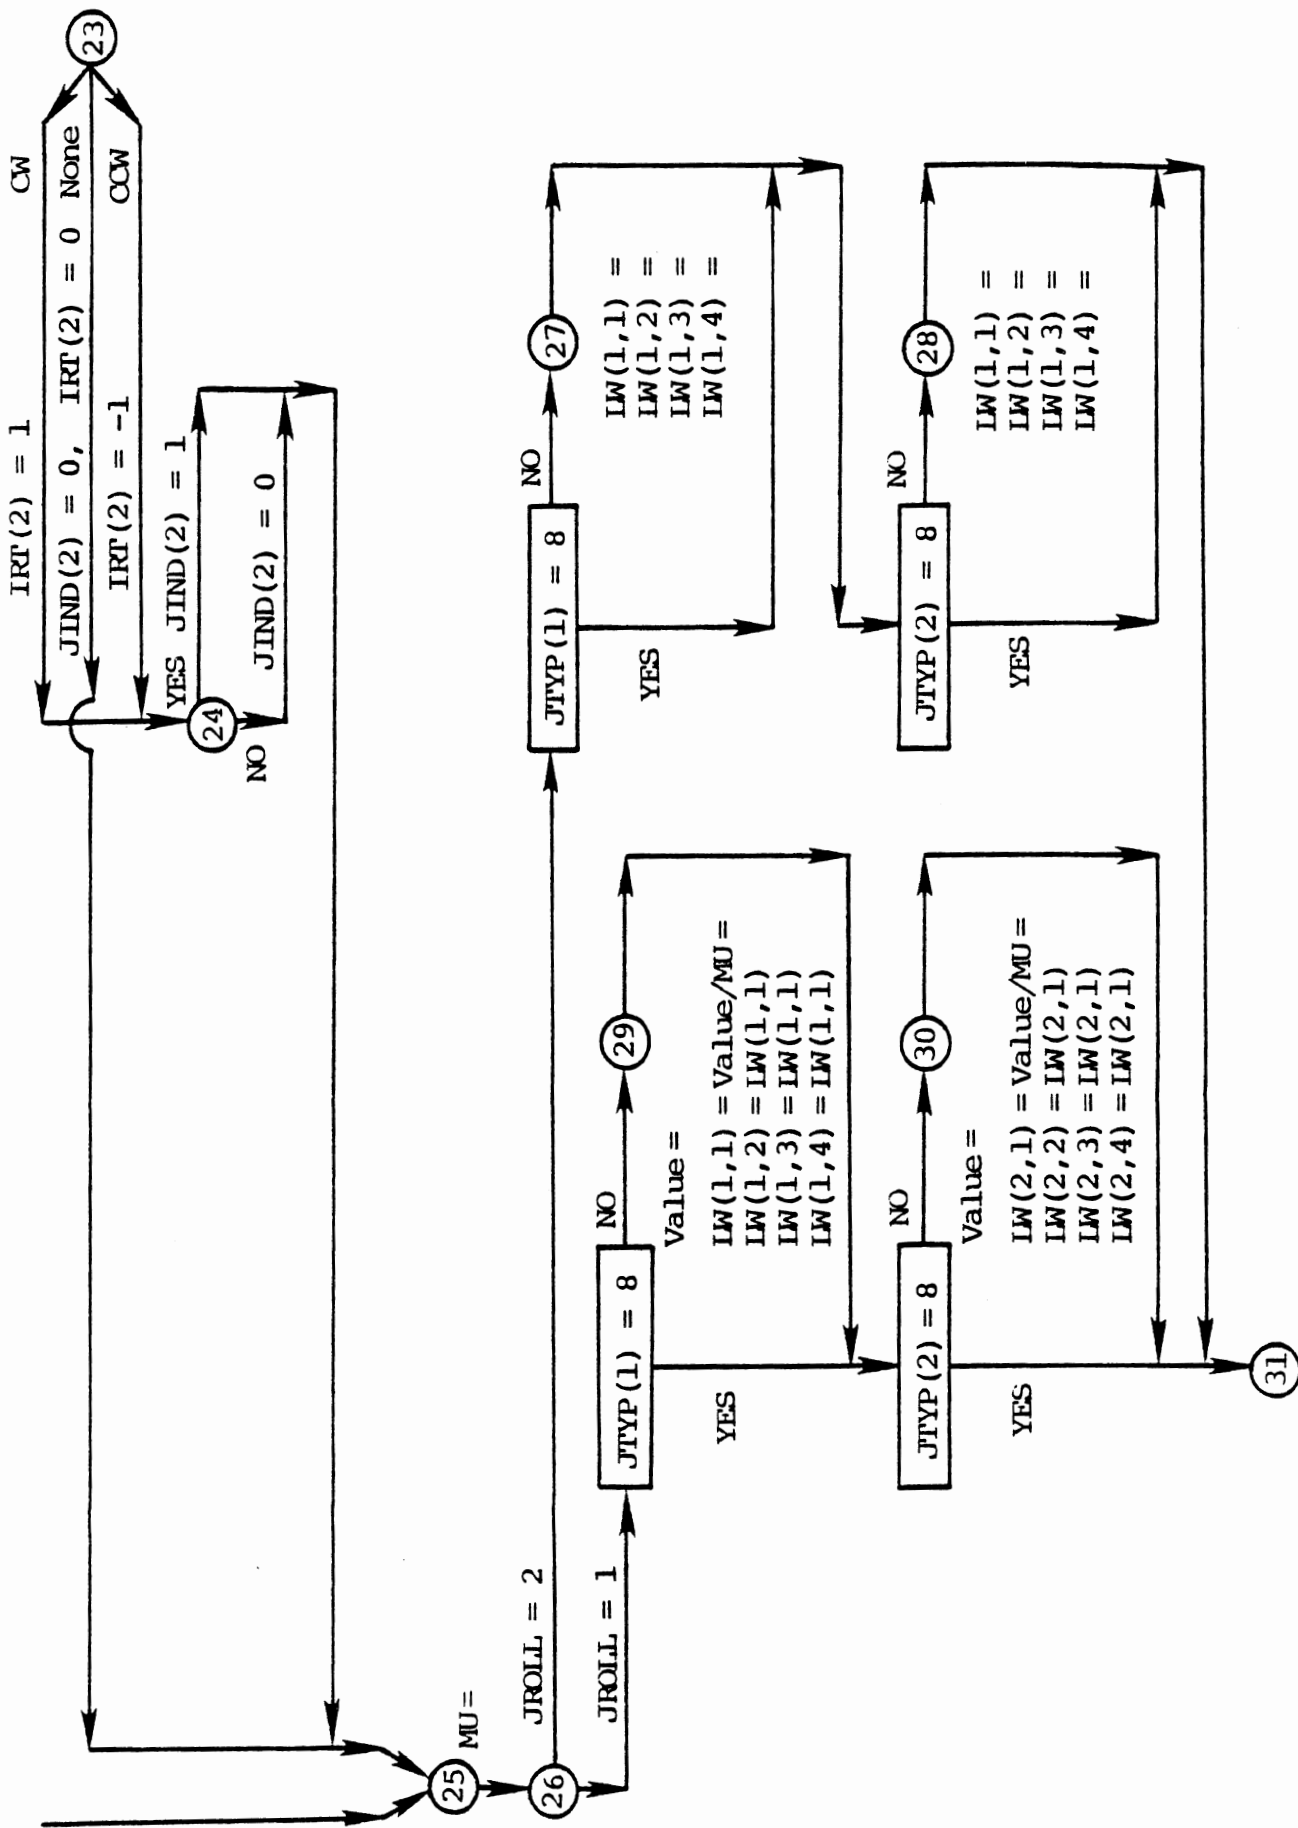 23
CW
IRT(2) = 1
JIND(2) = 0, IRT(2) = 0 None
CCW
IRT(2) = -1
YES JIND(2) = 1
24
NO
JIND(2) = 0
25
MU=
26
JROLL = 2
JROLL = 1
JTYP(1) = 8
NO
27
YES
LW(1,1) =
LW(1,2) =
LW(1,3) =
LW(1,4) =
JTYP(2) = 8
NO
28
YES
LW(1,1) =
LW(1,2) =
LW(1,3) =
LW(1,4) =
JTYP(1) = 8
NO
29
YES
Value=
LW(1,1) = Value/MU=
LW(1,2) = LW(1,1)
LW(1,3) = LW(1,1)
LW(1,4) = LW(1,1)
JTYP(2) = 8
NO
30
YES
Value=
LW(2,1) = Value/MU=
LW(2,2) = LW(2,1)
LW(2,3) = LW(2,1)
LW(2,4) = LW(2,1)
31